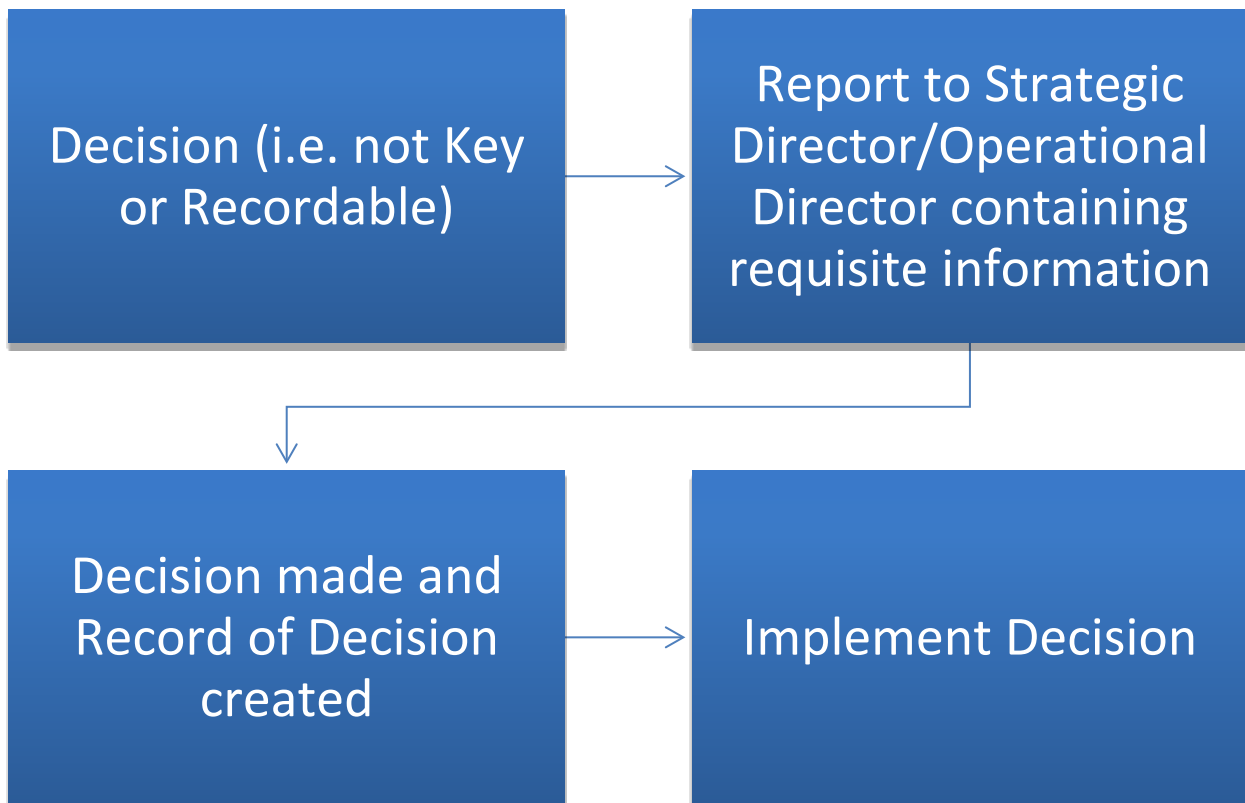 Decision (i.e. not Key
or Recordable)
Report to Strategic
Director/Operational
Director containing
requisite information
Decision made and
Record of Decision
created
Implement Decision